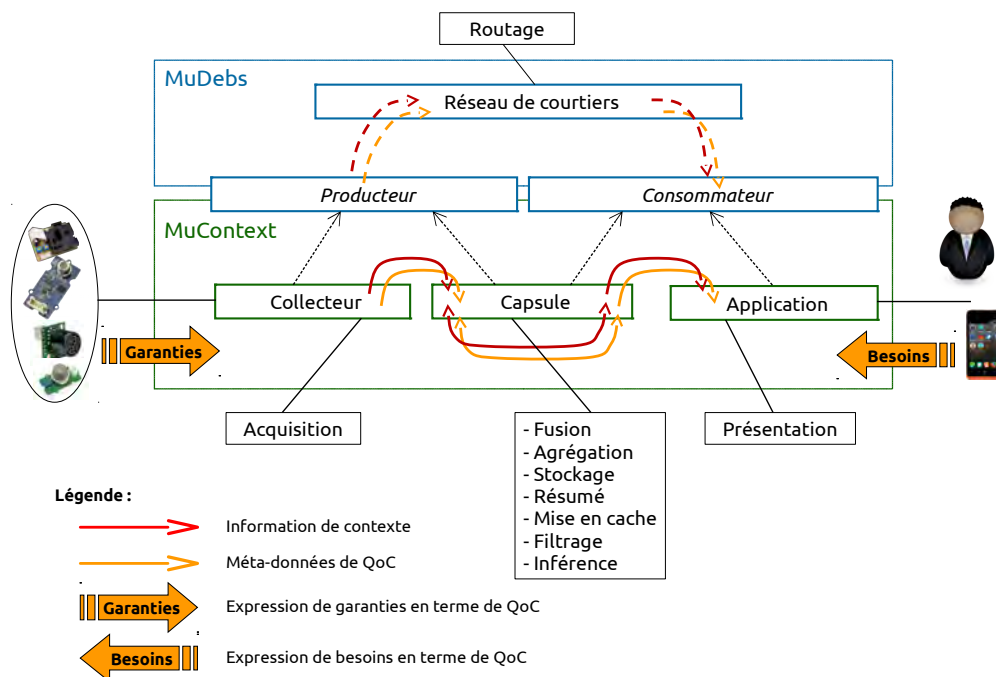 Routage
MuDebs
Réseau de courtiers
Producteur
Consommateur
MuContext
Collecteur
Capsule
Application
Garanties
Besoins
Acquisition
- Fusion
- Agrégation
- Stockage
- Résumé
- Mise en cache
- Filtrage
- Inférence
Présentation
Légende :
Information de contexte
Méta-données de QoC
Garanties
Expression de garanties en terme de QoC
Besoins
Expression de besoins en terme de QoC